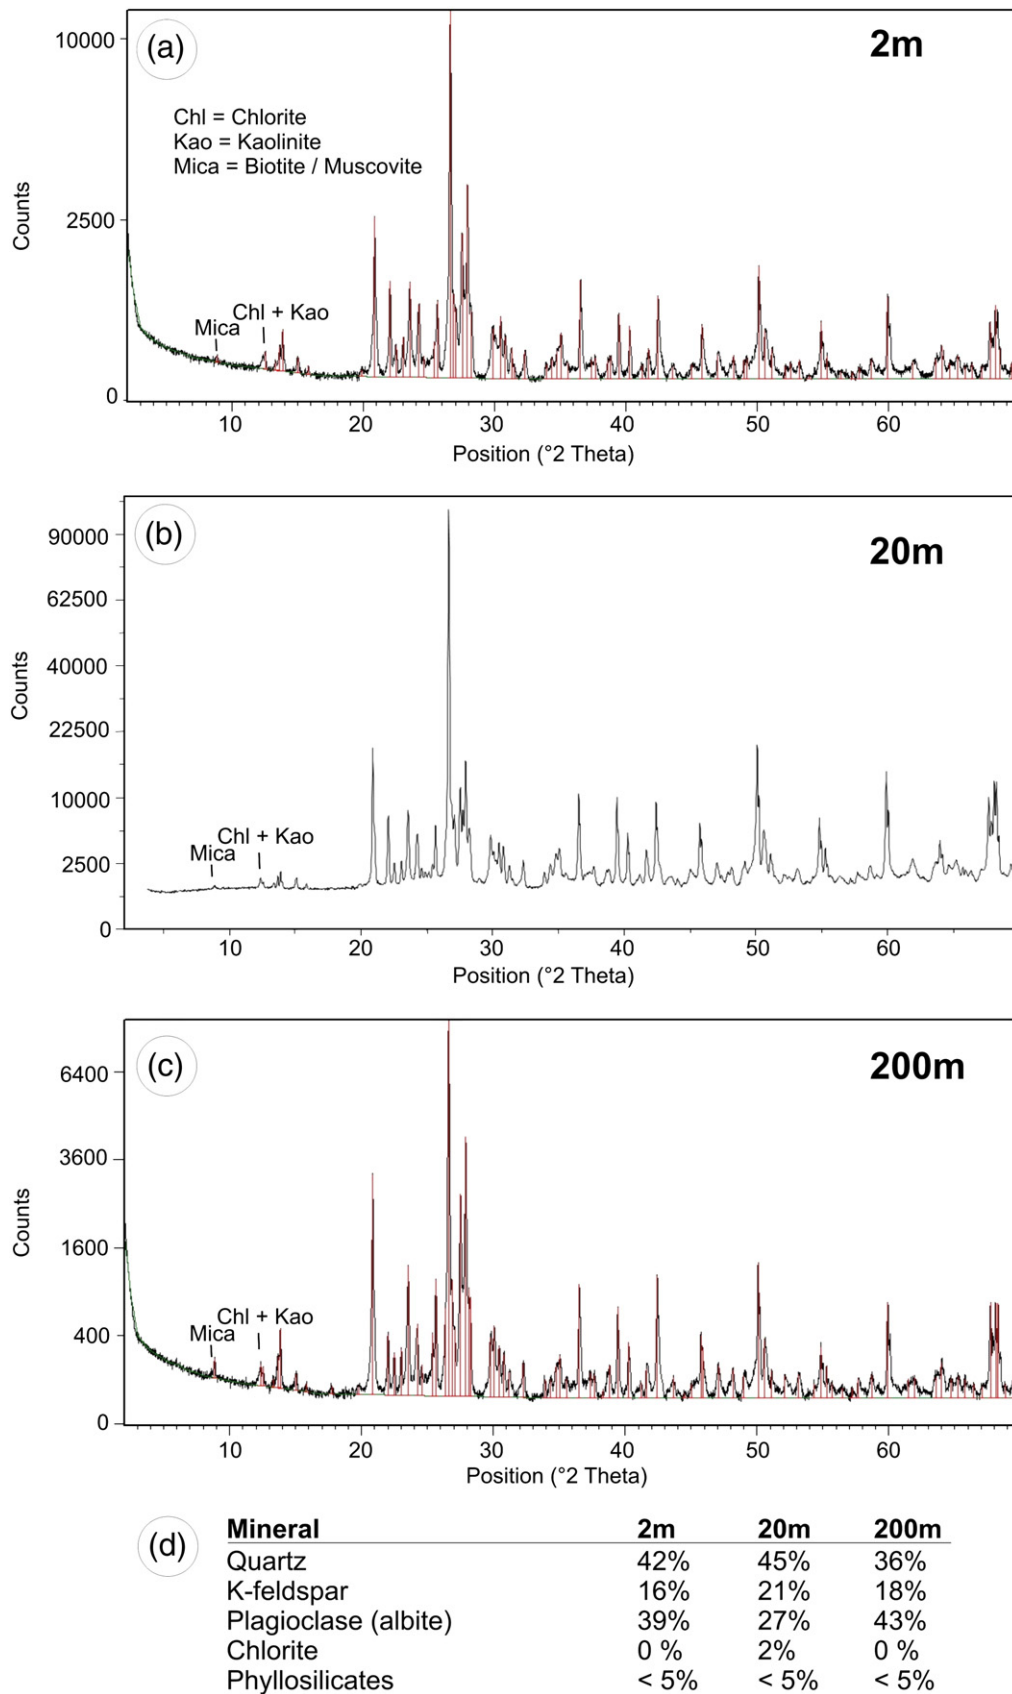 (a)
2m
10000
Chl = Chlorite
Kao = Kaolinite
Mica = Biotite / Muscovite
Counts
2500
Chl + Kao
Mica
0
10 20 30 40 50 60
Position (°2 Theta)
(b)
20m
90000
62500
40000
Counts
22500
10000
Chl + Kao
Mica
2500
0
10 20 30 40 50 60
Position (°2 Theta)
(c)
200m
6400
3600
Counts
1600
Chl + Kao
Mica
400
0
10 20 30 40 50 60
Position (°2 Theta)
(d)
Mineral 2m 20m 200m
Quartz 42% 45% 36%
K-feldspar 16% 21% 18%
Plagioclase (albite) 39% 27% 43%
Chlorite 0 % 2% 0 %
Phyllosilicates < 5% < 5% < 5%